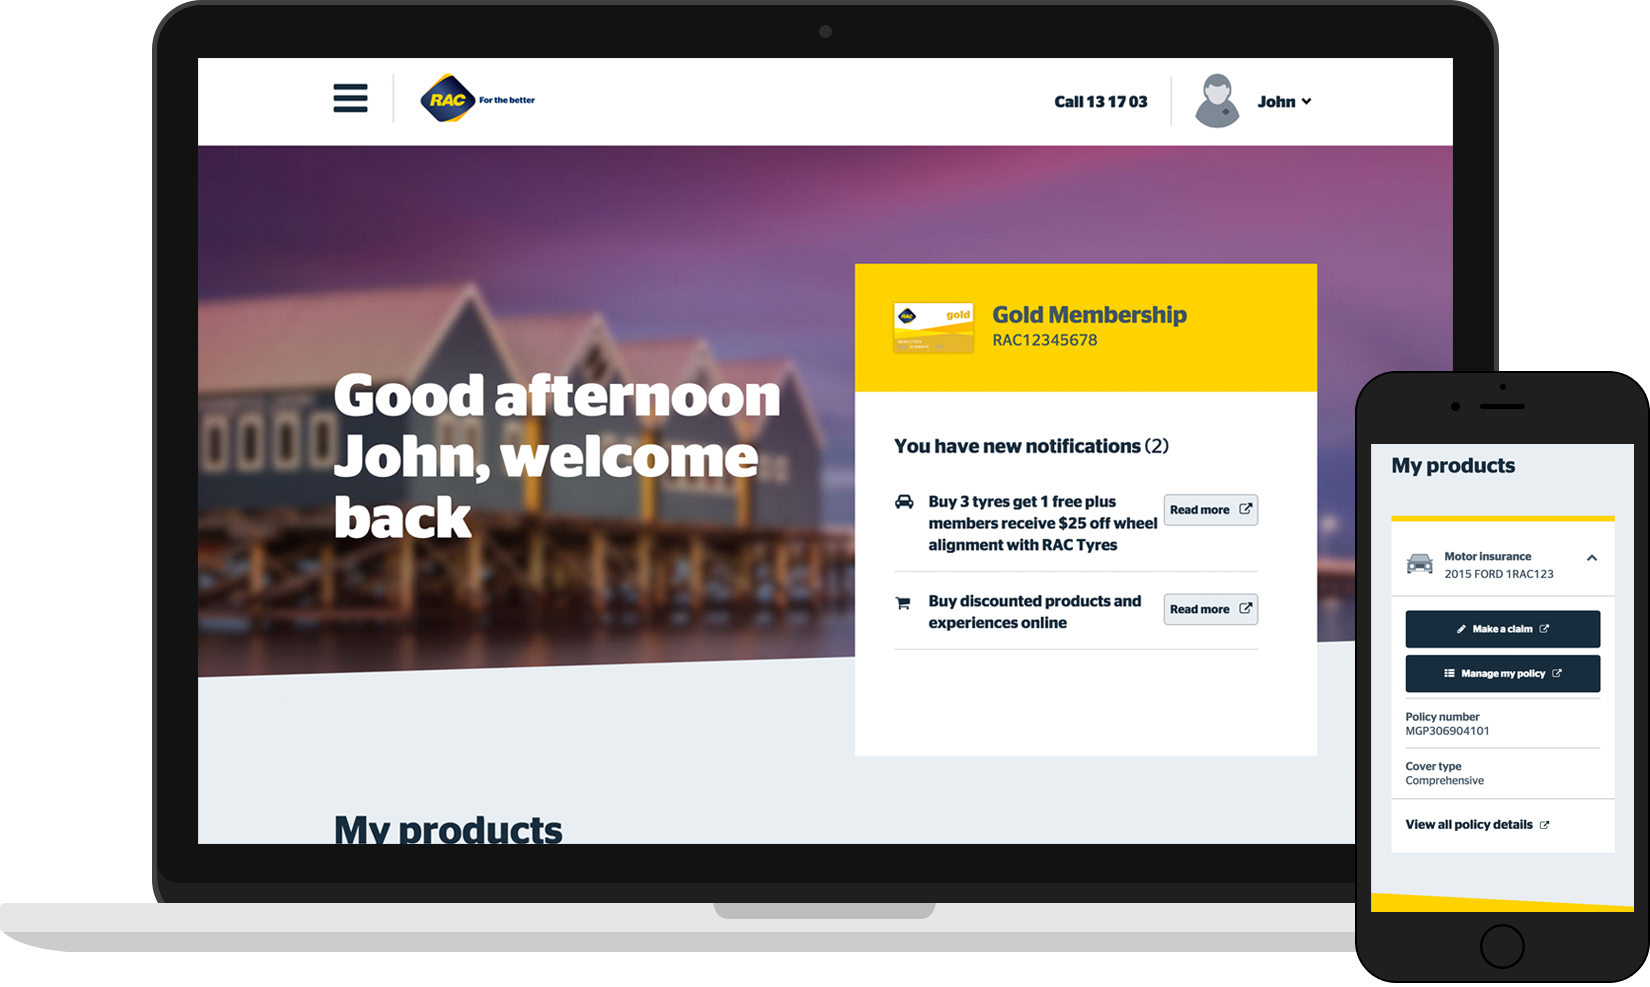 RAC
For the better
Call 13 17 03
John
Good afternoon
John, welcome
back
RAC
gold
Gold Membership
RAC12345678
You have new notifications (2)
Buy 3 tyres get 1 free plus
members receive $25 off wheel
alignment with RAC Tyres
Read more
Buy discounted products and
experiences online
Read more
My products
My products
Motor insurance
2015 FORD 1RAC123
Make a claim
Manage my policy
Policy number
MGP306904101
Cover type
Comprehensive
View all policy details